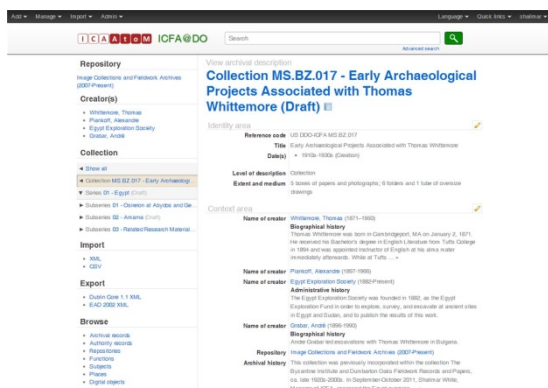 Add Manage Import Admin Language Quick links shalimar
ICAAtoM ICFA@DO Search
Advanced search
Repository
Image Collections and Fieldwork Archives
(2007-Present)
Creator(s)
Whittemore, Thomas
Piankoff, Alexandre
Egypt Exploration Society
Grabar, André
Collection
Show all
Collection MS.BZ.017 - Early Archaeolog...
Series 01 - Egypt (Draft)
Subseries 01 - Osireion at Abydos and Ge...
Subseries 02 - Amarna (Draft)
Subseries 03 - Related Research Material...
Import
XML
CSV
Export
Dublin Core 1.1 XML
EAD 2002 XML
Browse
Archival records
Authority records
Repositories
Functions
Subjects
Places
Digital objects
View archival description
Collection MS.BZ.017 - Early Archaeological
Projects Associated with Thomas
Whittemore (Draft)
Identity area
Reference code US DDO-ICFA MS.BZ.017
Title Early Archaeological Projects Associated with Thomas Whittemore
Date(s) 1910s-1930s (Creation)
Level of description Collection
Extent and medium 5 boxes of papers and photographs; 6 folders and 1 tube of oversize
drawings
Context area
Name of creator Whittemore, Thomas (1871-1950)
Biographical history
Thomas Whittemore was born in Cambridgeport, MA on January 2, 1871.
He received his Bachelor's degree in English Literature from Tufts College
in 1894 and was appointed Instructor of English at his alma mater
immediately afterwards. While at Tufts ... »
Name of creator Piankoff, Alexandre (1897-1966)
Name of creator Egypt Exploration Society (1882-Present)
Administrative history
The Egypt Exploration Society was founded in 1882, as the Egypt
Exploration Fund in order to explore, survey, and excavate at ancient sites
in Egypt and Sudan, and to publish the results of this work.
Name of creator Grabar, André (1896-1990)
Biographical history
André Grabar led excavations with Thomas Whittemore in Bulgaria.
Repository Image Collections and Fieldwork Archives (2007-Present)
Archival history This collection was previously incorporated within the collection The
Byzantine Institute and Dumbarton Oaks Fieldwork Records and Papers,
ca. late 1920s-2000s. In September-October 2011, Shalimar White,